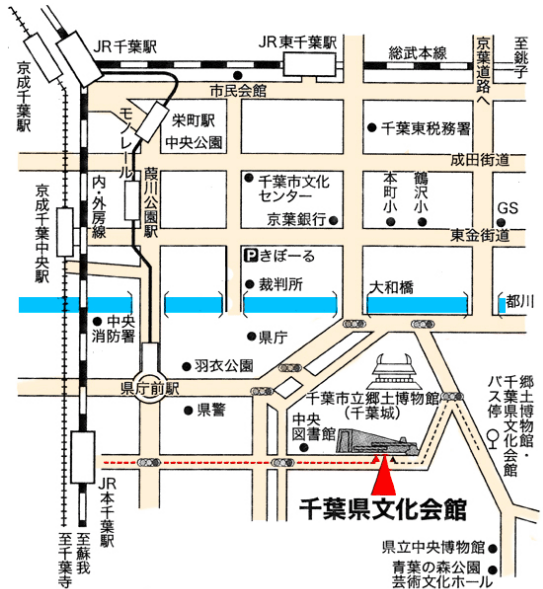 JR千葉駅
JR東千葉駅
総武本線
京葉道路へ
至銚子
京成千葉駅
市民会館
モノレール
栄町駅
中央公園
千葉東税務署
成田街道
葭川公園駅
内・外房線
京成千葉中央駅
千葉市文化
センター
本町小
鶴沢小
京葉銀行
GS
東金街道
P きぼーる
裁判所
大和橋
都川
中央
消防署
県庁
羽衣公園
県庁前駅
県警
千葉市立郷土博物館
(千葉城)
中央
図書館
郷土博物館・
千葉県文化会館
バス停
JR本千葉駅
千葉県文化会館
至蘇我
至千葉寺
県立中央博物館
青葉の森公園
芸術文化ホール